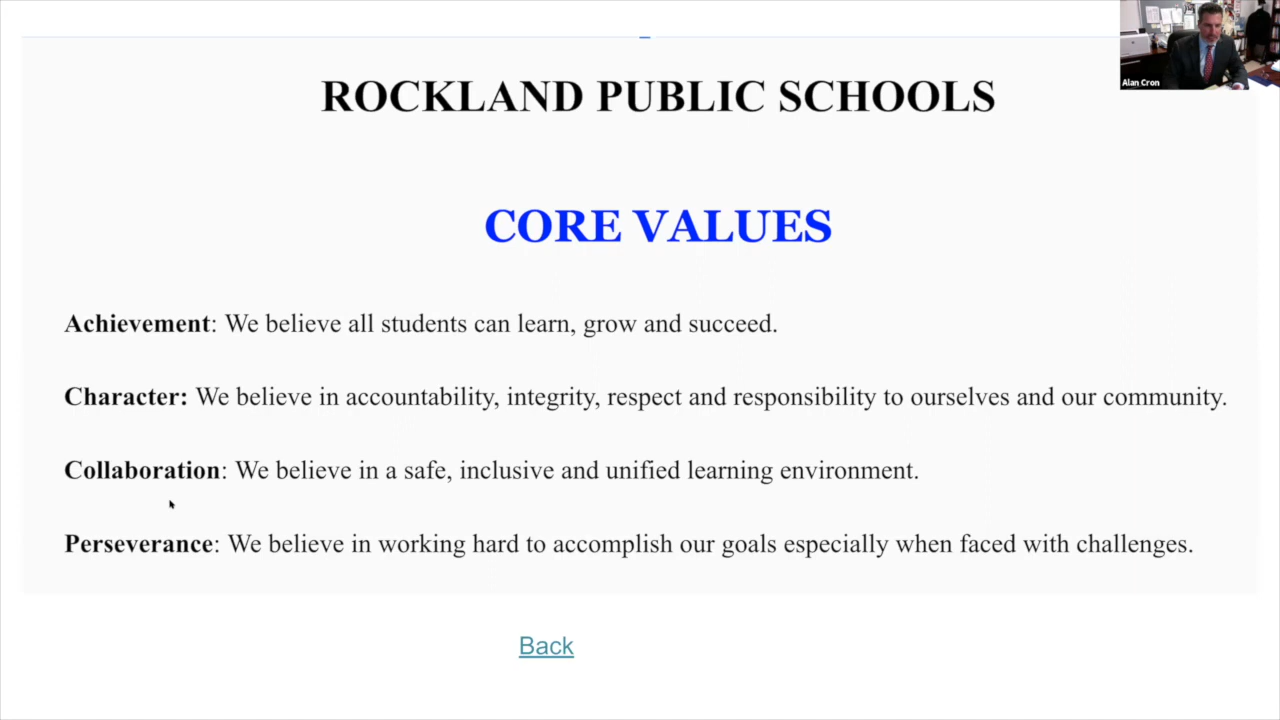 Alan Cron
ROCKLAND PUBLIC SCHOOLS
CORE VALUES
Achievement: We believe all students can learn, grow and succeed.
Character: We believe in accountability, integrity, respect and responsibility to ourselves and our community.
Collaboration: We believe in a safe, inclusive and unified learning environment.
Perseverance: We believe in working hard to accomplish our goals especially when faced with challenges.
Back